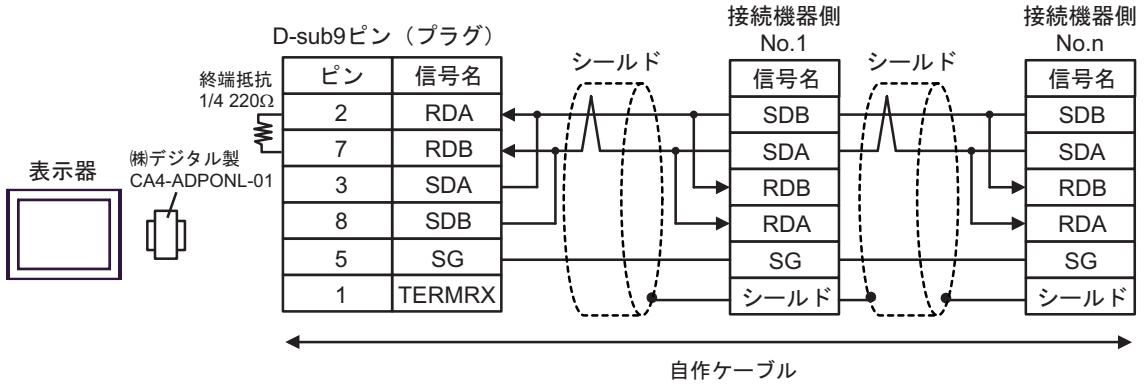 接続機器側
No.1
接続機器側
No.n
D-sub9ピン（プラグ）
シールド
シールド
終端抵抗
1/4 220Ω
ピン 信号名
2 RDA
7 RDB
3 SDA
8 SDB
5 SG
1 TERMRX
信号名
SDB
SDA
RDB
RDA
SG
シールド
信号名
SDB
SDA
RDB
RDA
SG
シールド
表示器
㈱デジタル製
CA4-ADPONL-01
自作ケーブル